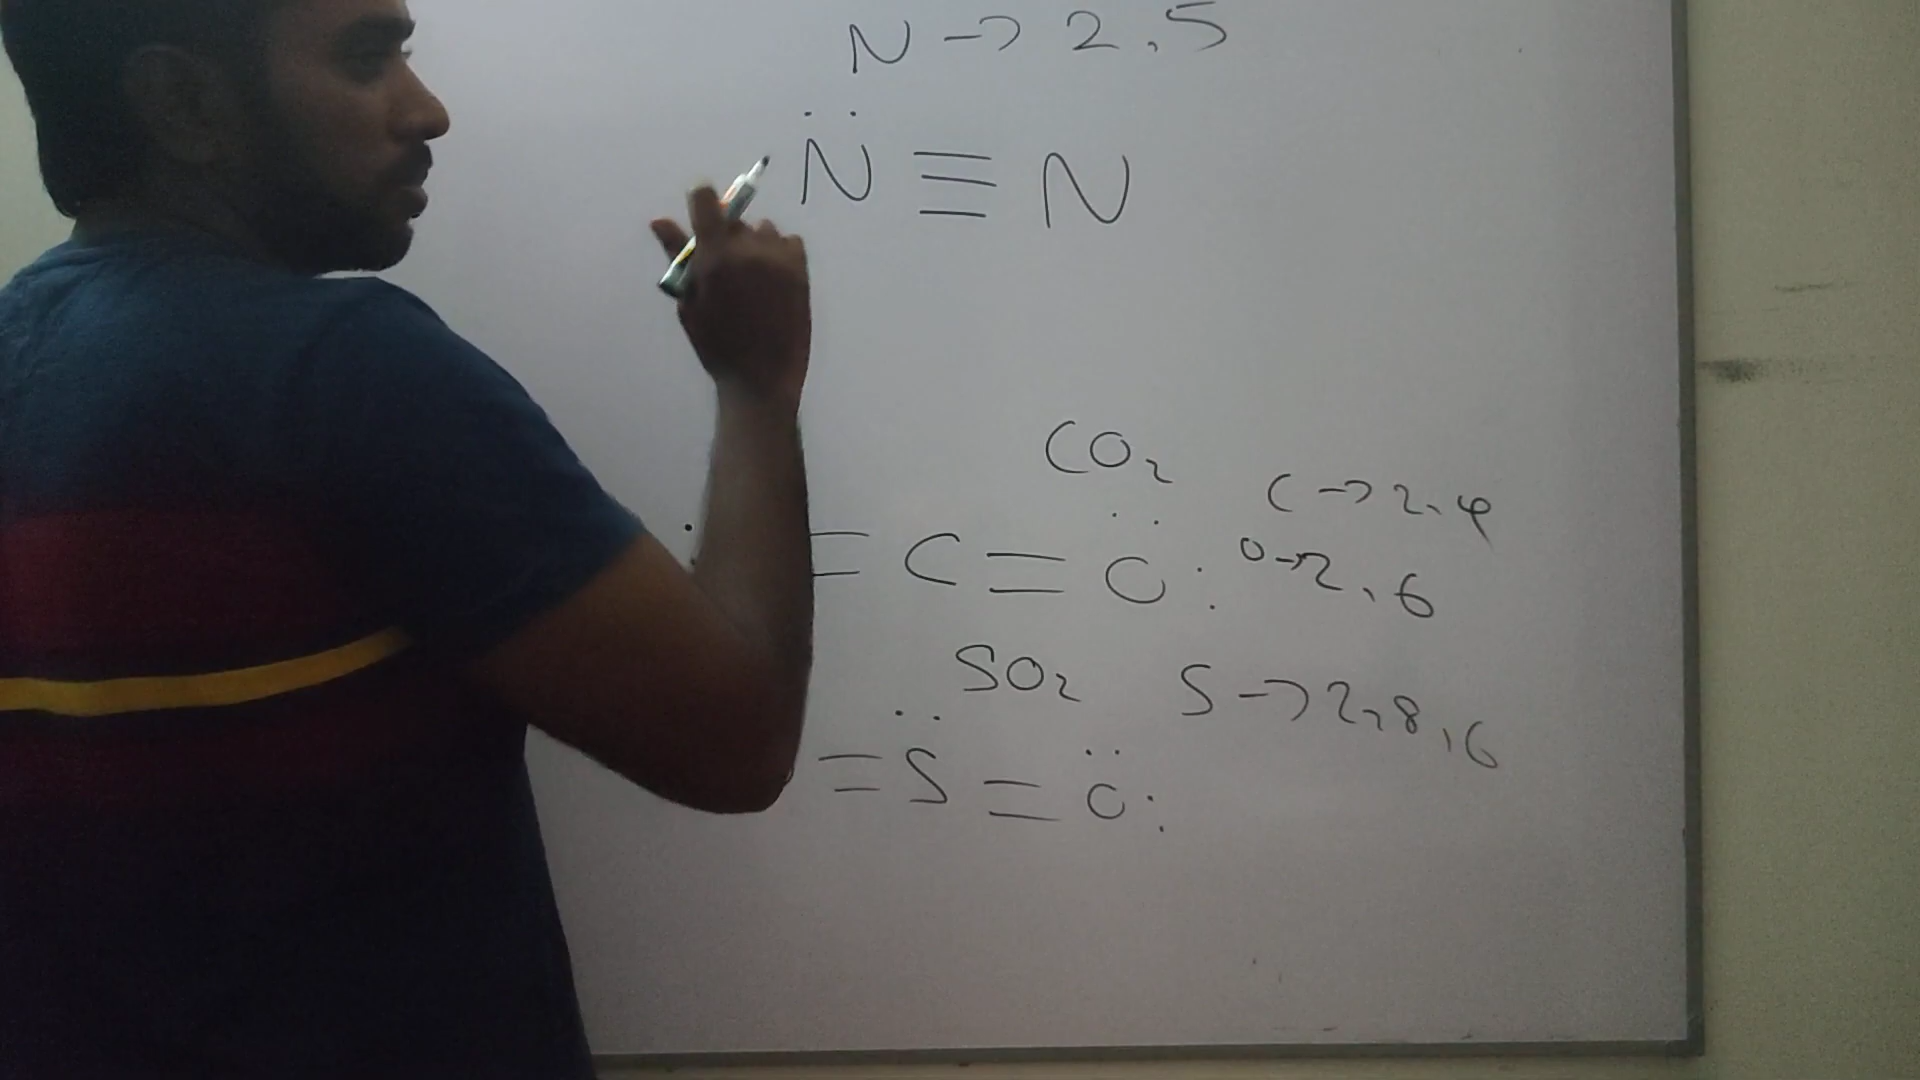 N → 2,5
N̈ ≡ N
CO₂
C → 2,4
= C = Ö:
O → 2,6
SO₂
S → 2,8,6
= S̈ = Ö: